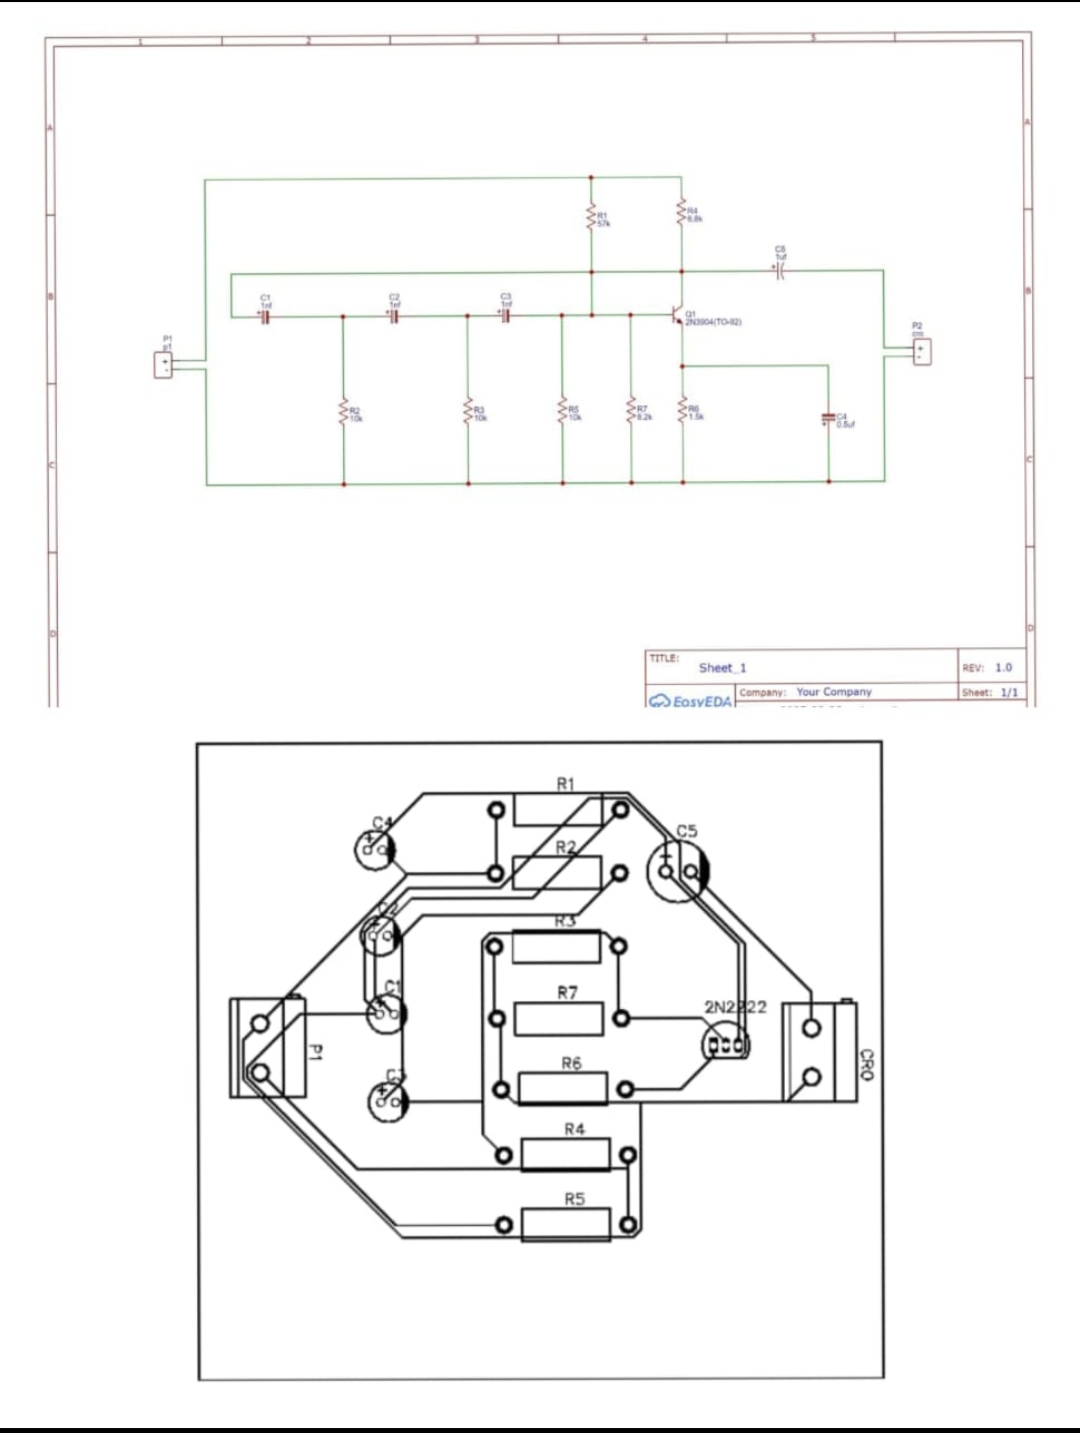 1 2 3 4 5
A A
B B
C C
D D
R1
57k
R4
6.8k
C5
1uf
C1
1nf
C2
1nf
C3
1nf
Q1
2N3904(TO-92)
P1
p1
P2
cro
R2
10k
R3
10k
R5
10k
R7
8.2k
R6
1.5k
C4
TITLE:
Sheet_1
REV: 1.0
EasyEDA
Company: Your Company
Sheet: 1/1
R1
C4
C5
R2
C2
R3
C1
R7
2N2222
P1
R6
CRO
C3
R4
R5